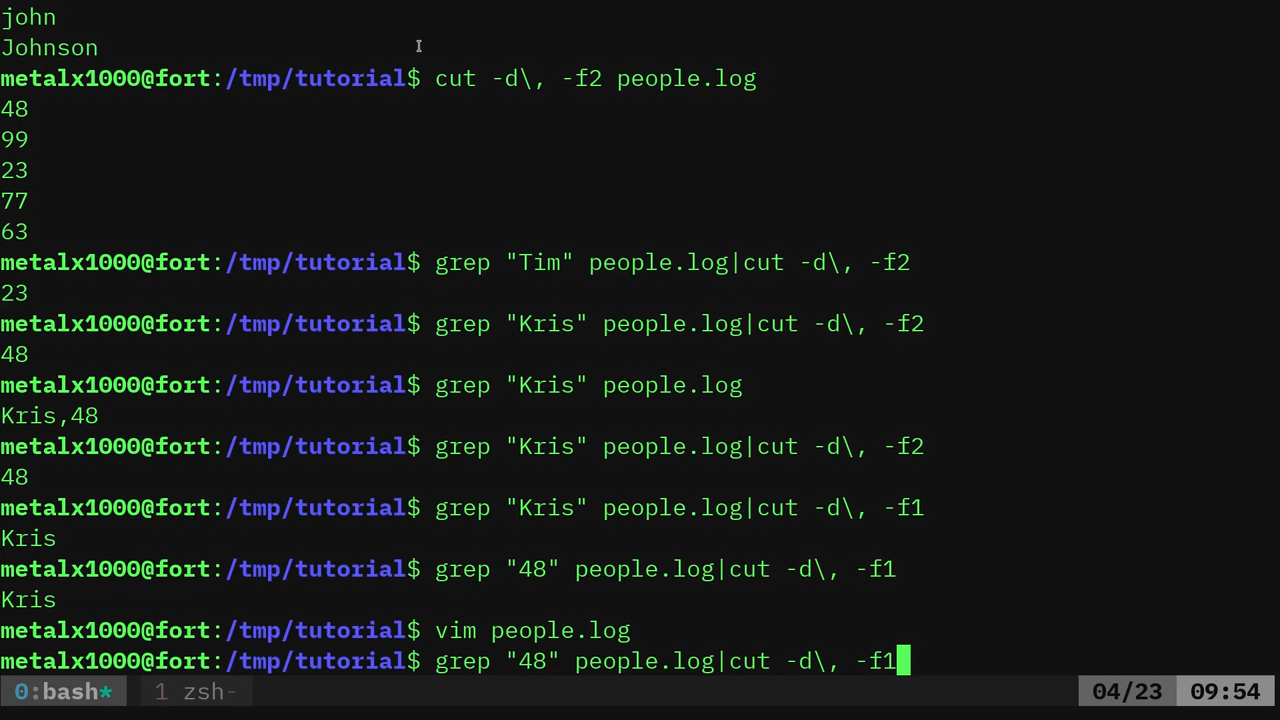 john
Johnson
metalx1000@fort:/tmp/tutorial$ cut -d\, -f2 people.log
48
99
23
77
63
metalx1000@fort:/tmp/tutorial$ grep "Tim" people.log|cut -d\, -f2
23
metalx1000@fort:/tmp/tutorial$ grep "Kris" people.log|cut -d\, -f2
48
metalx1000@fort:/tmp/tutorial$ grep "Kris" people.log
Kris,48
metalx1000@fort:/tmp/tutorial$ grep "Kris" people.log|cut -d\, -f2
48
metalx1000@fort:/tmp/tutorial$ grep "Kris" people.log|cut -d\, -f1
Kris
metalx1000@fort:/tmp/tutorial$ grep "48" people.log|cut -d\, -f1
Kris
metalx1000@fort:/tmp/tutorial$ vim people.log
metalx1000@fort:/tmp/tutorial$ grep "48" people.log|cut -d\, -f1
0:bash* 1 zsh- 04/23 09:54